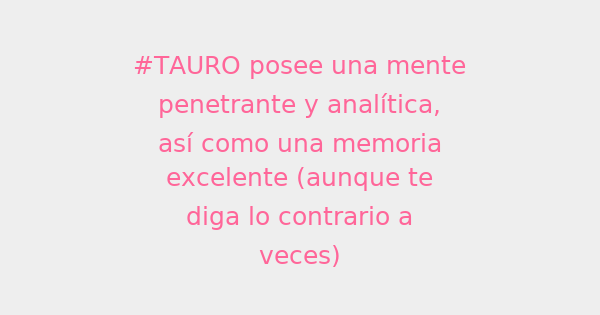 #TAURO posee una mente
penetrante y analítica,
así como una memoria
excelente (aunque te
diga lo contrario a
veces)